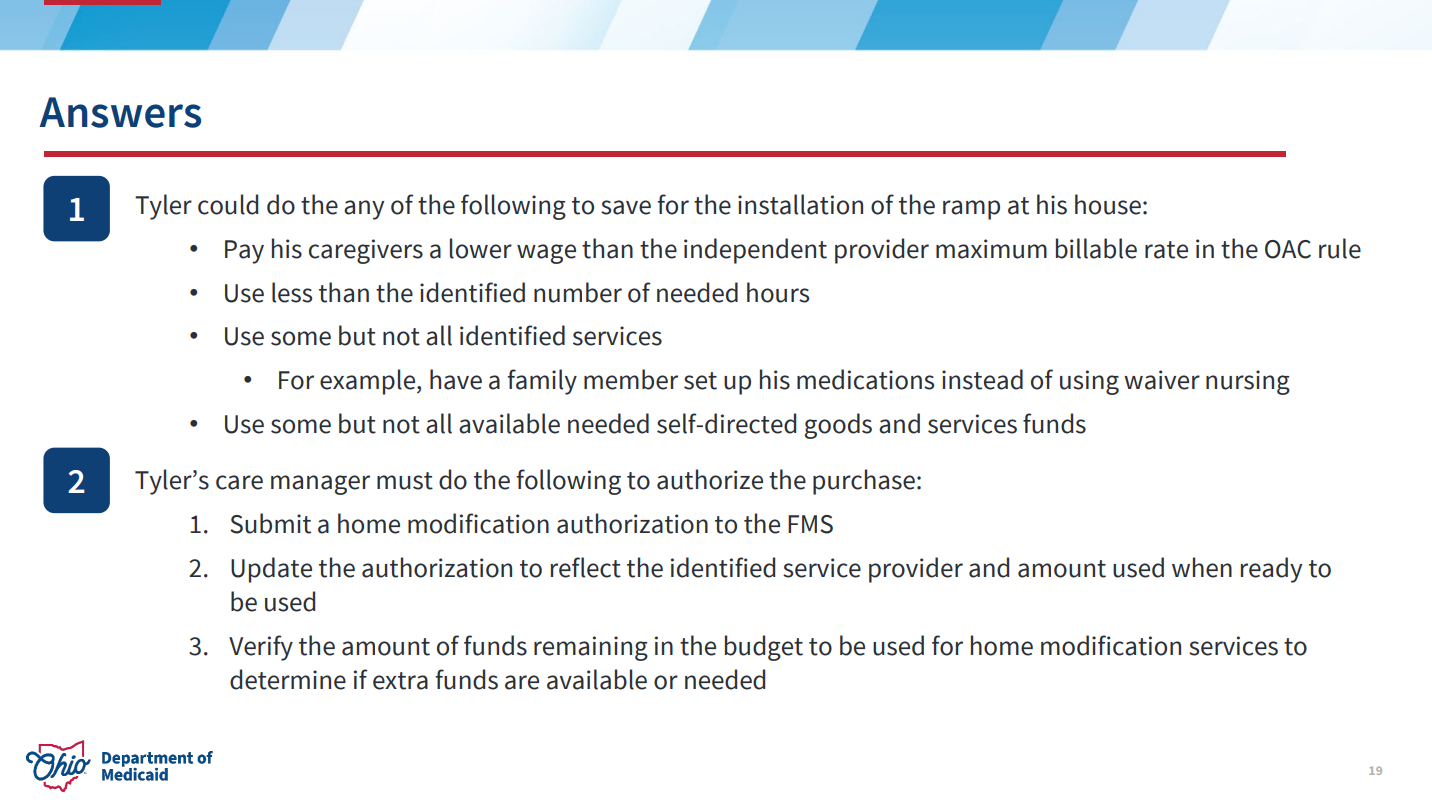 Answers
1
Tyler could do the any of the following to save for the installation of the ramp at his house:
• Pay his caregivers a lower wage than the independent provider maximum billable rate in the OAC rule
• Use less than the identified number of needed hours
• Use some but not all identified services
• For example, have a family member set up his medications instead of using waiver nursing
• Use some but not all available needed self-directed goods and services funds
2
Tyler’s care manager must do the following to authorize the purchase:
1. Submit a home modification authorization to the FMS
2. Update the authorization to reflect the identified service provider and amount used when ready to
be used
3. Verify the amount of funds remaining in the budget to be used for home modification services to
determine if extra funds are available or needed
Ohio
Department of
Medicaid
19